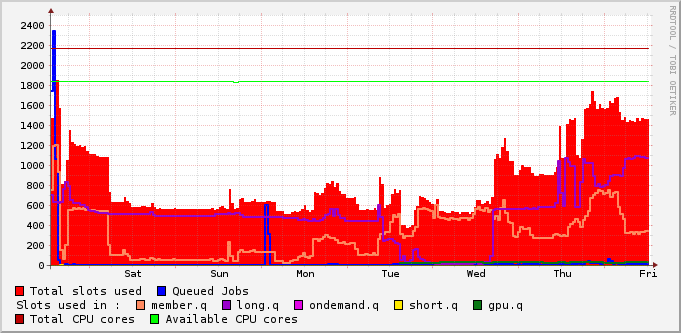 2400
2200
2000
1800
1600
1400
1200
1000
800
600
400
200
0
Sat Sun Mon Tue Wed Thu Fri
Total slots used Queued Jobs
Slots used in : member.q long.q ondemand.q short.q gpu.q
Total CPU cores Available CPU cores
RRDTOOL / TOBI OETIKER